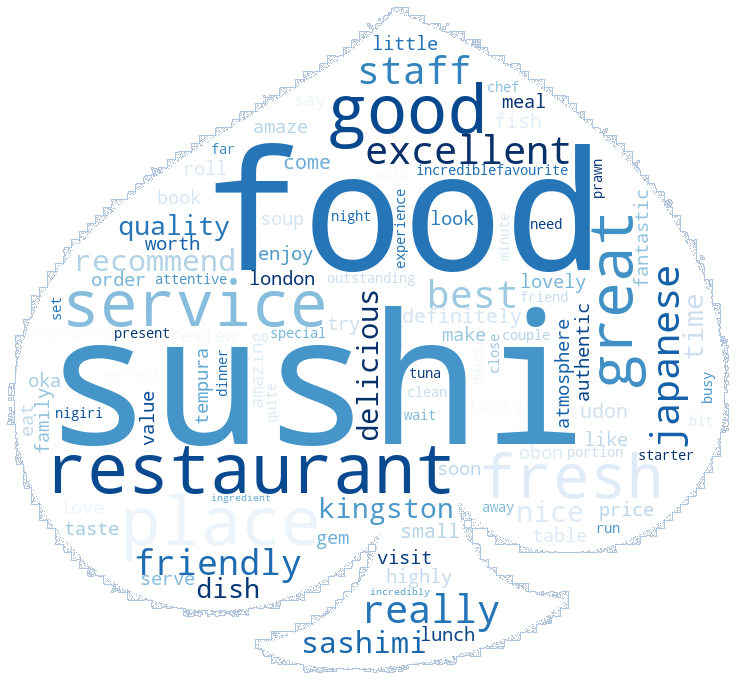 little
staff
chef
good
meal
say
fish
amaze
excellent
far
come
roll
incredible
favourite
prawn
food
book
night
look
need
soup
experience
minute
quality
worth
enjoy
great
fantastic
recommend
order
attentive
london
outstanding
lovely
service
best
friend
time
japanese
set
delicious
definitely
present
review
special
try
make
close
couple
atmosphere
authentic
sushi
oka
tempura
dinner
amazing
quite
tuna
clean
menu
busy
eat
family
nigiri
value
wait
tasty
udon
bit
like
starter
restaurant
soon
obon
portion
fresh
ingredient
love
place
kingston
away
nice
price
run
taste
gem
small
table
friendly
visit
serve
dish
highly
incredibly
really
sashimi
lunch